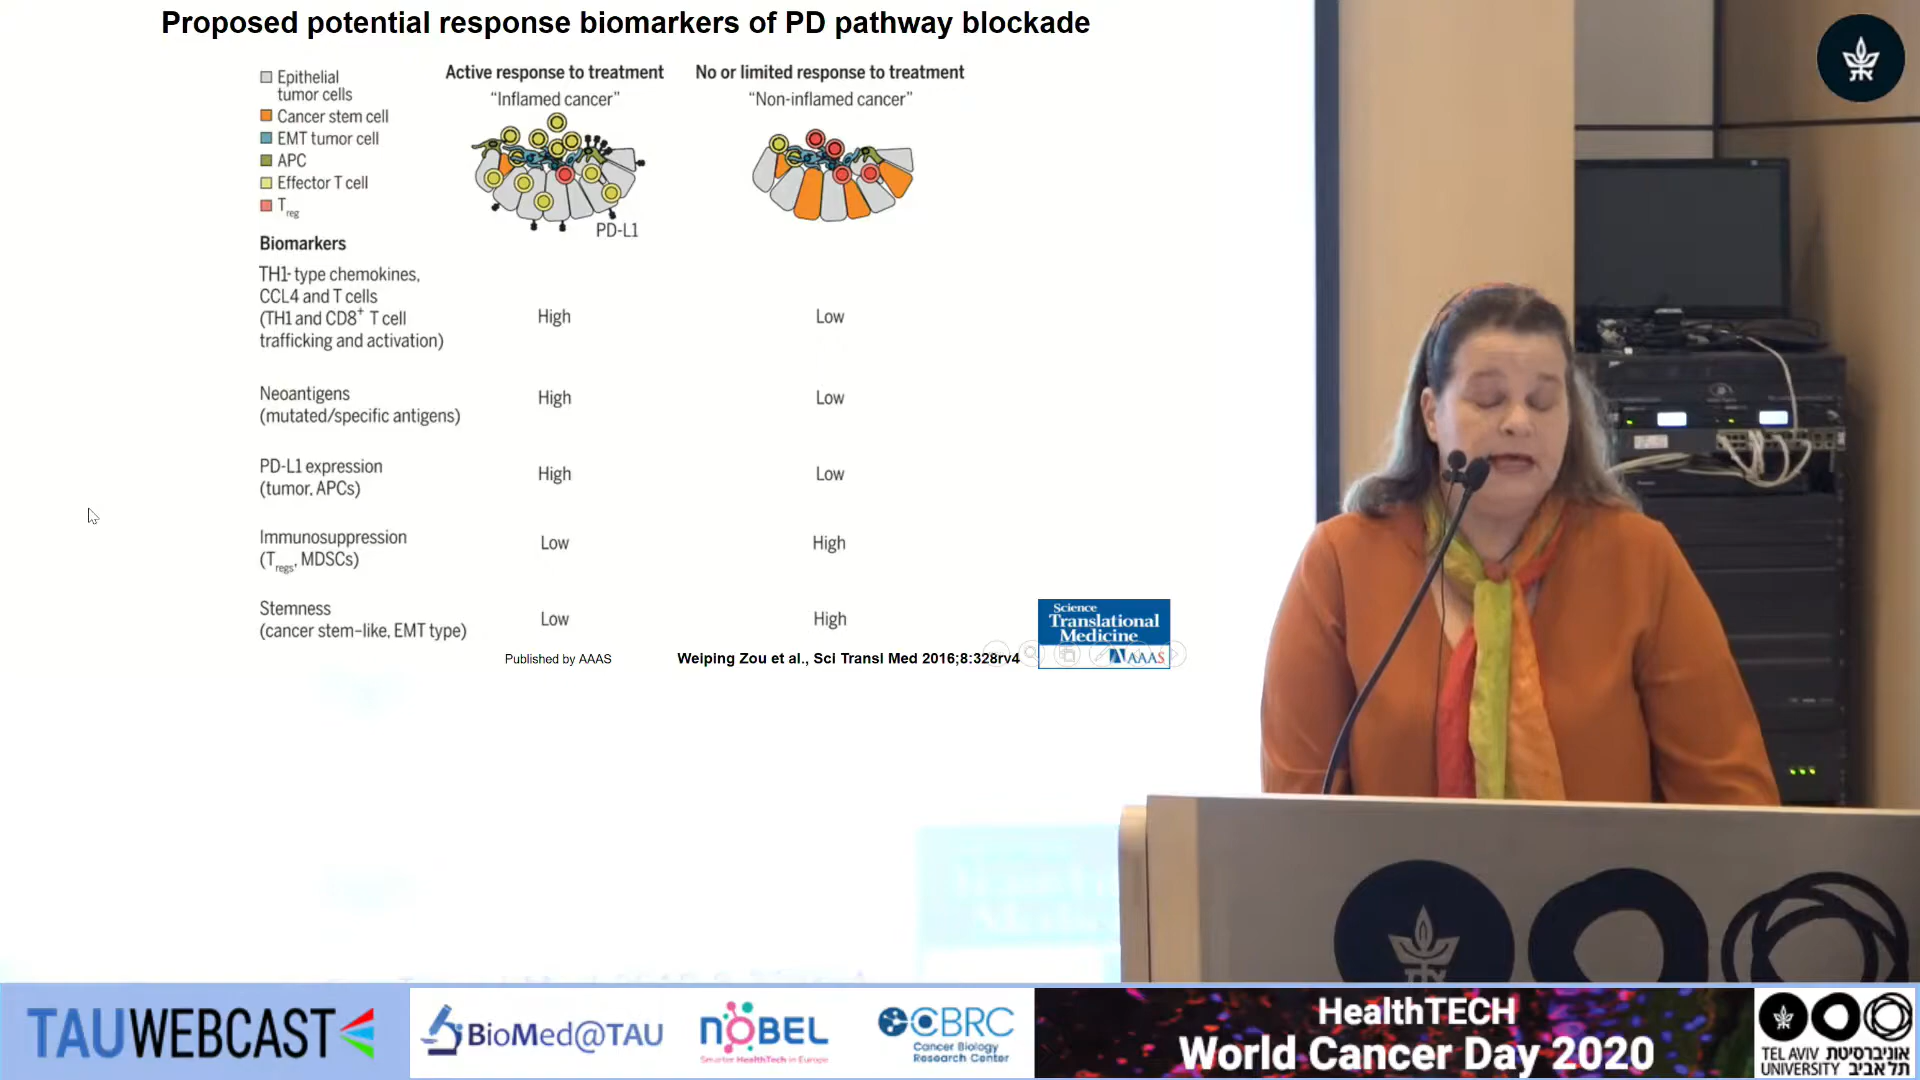 Proposed potential response biomarkers of PD pathway blockade
Epithelial
tumor cells
Cancer stem cell
EMT tumor cell
APC
Effector T cell
Treg
Active response to treatment
“Inflamed cancer”
No or limited response to treatment
“Non-inflamed cancer”
PD-L1
Biomarkers
TH1- type chemokines,
CCL4 and T cells
(TH1 and CD8+ T cell
trafficking and activation)
High
Low
Neoantigens
(mutated/specific antigens)
High
Low
PD-L1 expression
(tumor, APCs)
High
Low
Immunosuppression
(Tregs, MDSCs)
Low
High
Stemness
(cancer stem–like, EMT type)
Low
High
Published by AAAS
Weiping Zou et al., Sci Transl Med 2016;8:328rv4
Science
Translational
Medicine
AAAS
TAUWEBCAST
BioMed@TAU
NOBEL
Smarter HealthTech in Europe
CBRC
Cancer Biology
Research Center
HealthTECH
World Cancer Day 2020
TEL AVIV אוניברסיטת
UNIVERSITY תל אביב